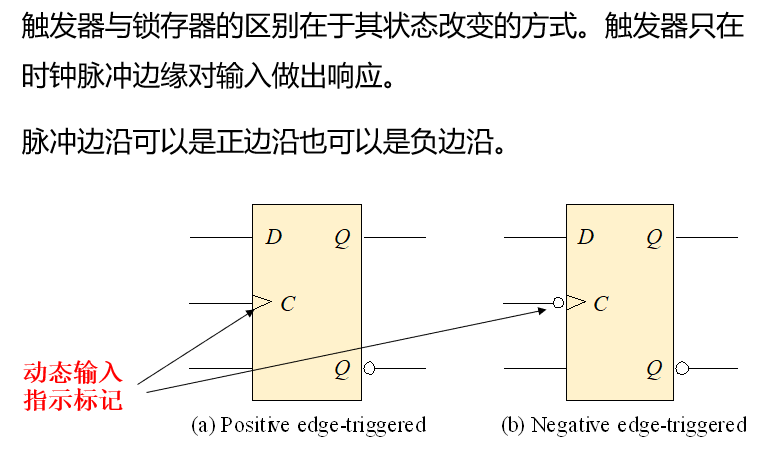 触发器与锁存器的区别在于其状态改变的方式。触发器只在
时钟脉冲边缘对输入做出响应。
脉冲边沿可以是正边沿也可以是负边沿。
D Q
C
Q
D Q
C
Q
动态输入
指示标记
(a) Positive edge-triggered
(b) Negative edge-triggered